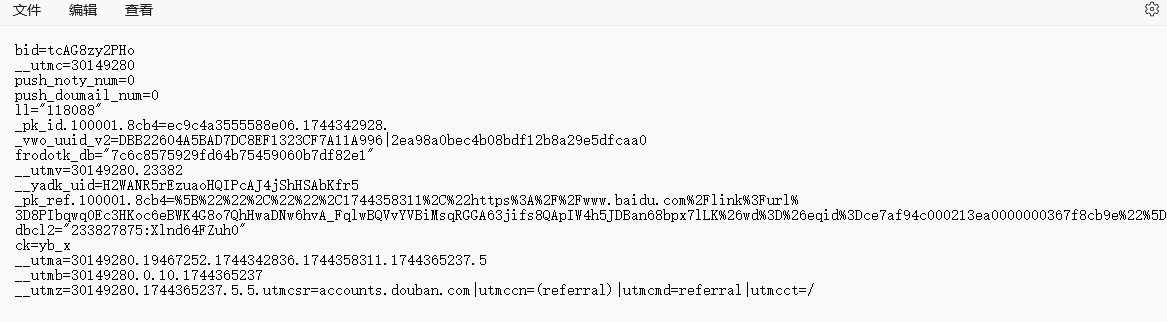 文件 编辑 查看
bid=tcAG8zy2PHo
__utmc=30149280
push_noty_num=0
push_doumail_num=0
ll="118088"
_pk_id.100001.8cb4=ec9c4a3555588e06.1744342928.
_vwo_uuid_v2=DBB22604A5BAD7DC8EF1323CF7A11A996|2ea98a0bec4b08bdf12b8a29e5dfcaa0
frodotk_db="7c6c8575929fd64b75459060b7df82e1"
__utmv=30149280.23382
__yadk_uid=H2WANR5rEzuaoHQIPcAJ4jShHSAbKfr5
_pk_ref.100001.8cb4=%5B%22%22%2C%22%22%2C1744358311%2C%22https%3A%2F%2Fwww.baidu.com%2Flink%3Furl%
3D8PIbqwq0Ec3HKoc6eBWK4G8o7QhHwaDNw6hvA_FqlwBQVvYVBiMsqRGGA63jifs8QApIW4h5JDBan68bpx7lLK%26wd%3D%26eqid%3Dce7af94c000213ea0000000367f8cb9e%22%5D
dbcl2="233827875:Xlnd64FZuh0"
ck=yb_x
__utma=30149280.19467252.1744342836.1744358311.1744365237.5
__utmb=30149280.0.10.1744365237
__utmz=30149280.1744365237.5.5.utmcsr=accounts.douban.com|utmccn=(referral)|utmcmd=referral|utmcct=/